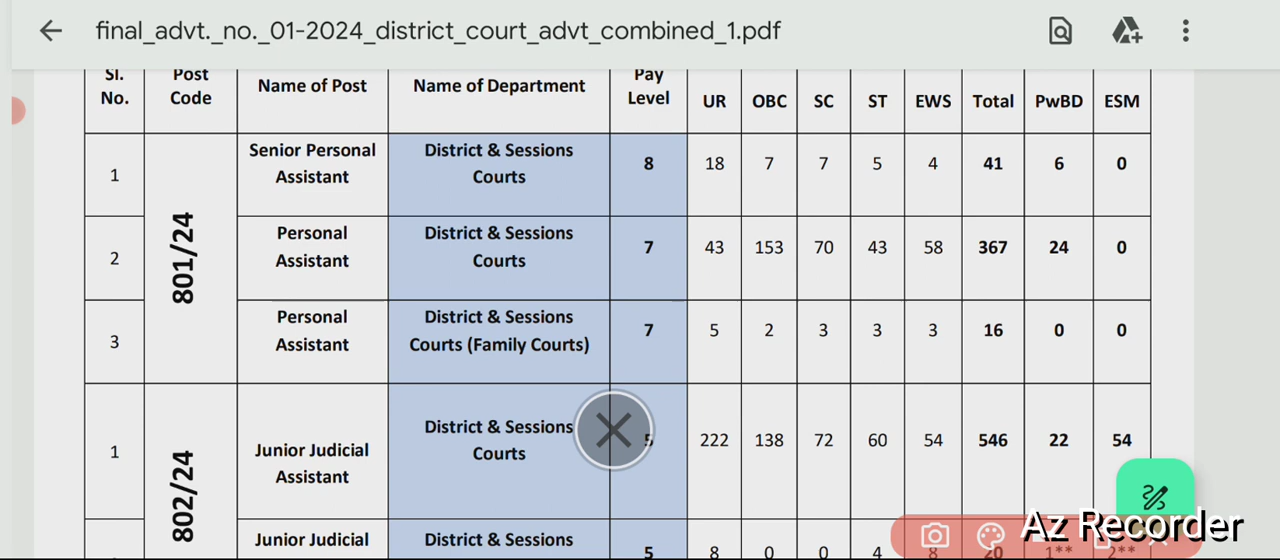 final_advt._no._01-2024_district_court_advt_combined_1.pdf
Sl. No. Post Code Name of Post Name of Department Pay Level UR OBC SC ST EWS Total PwBD ESM
801/24
1 Senior Personal Assistant District & Sessions Courts 8 18 7 7 5 4 41 6 0
2 Personal Assistant District & Sessions Courts 7 43 153 70 43 58 367 24 0
3 Personal Assistant District & Sessions Courts (Family Courts) 7 5 2 3 3 3 16 0 0
802/24
1 Junior Judicial Assistant District & Sessions Courts 5 222 138 72 60 54 546 22 54
Junior Judicial District & Sessions 5 8 0 0 4 8 20 1** 2**
Az Recorder